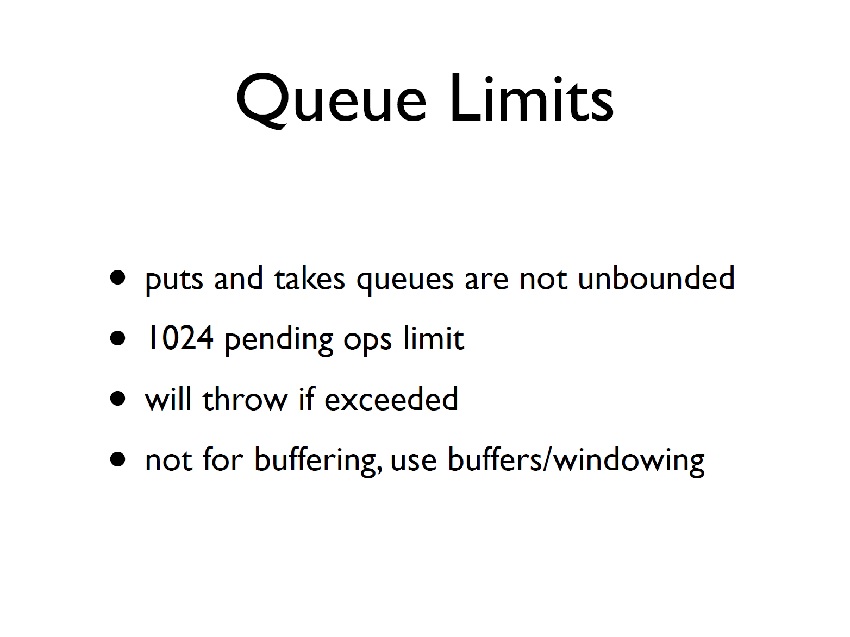 Queue Limits
• puts and takes queues are not unbounded
• 1024 pending ops limit
• will throw if exceeded
• not for buffering, use buffers/windowing